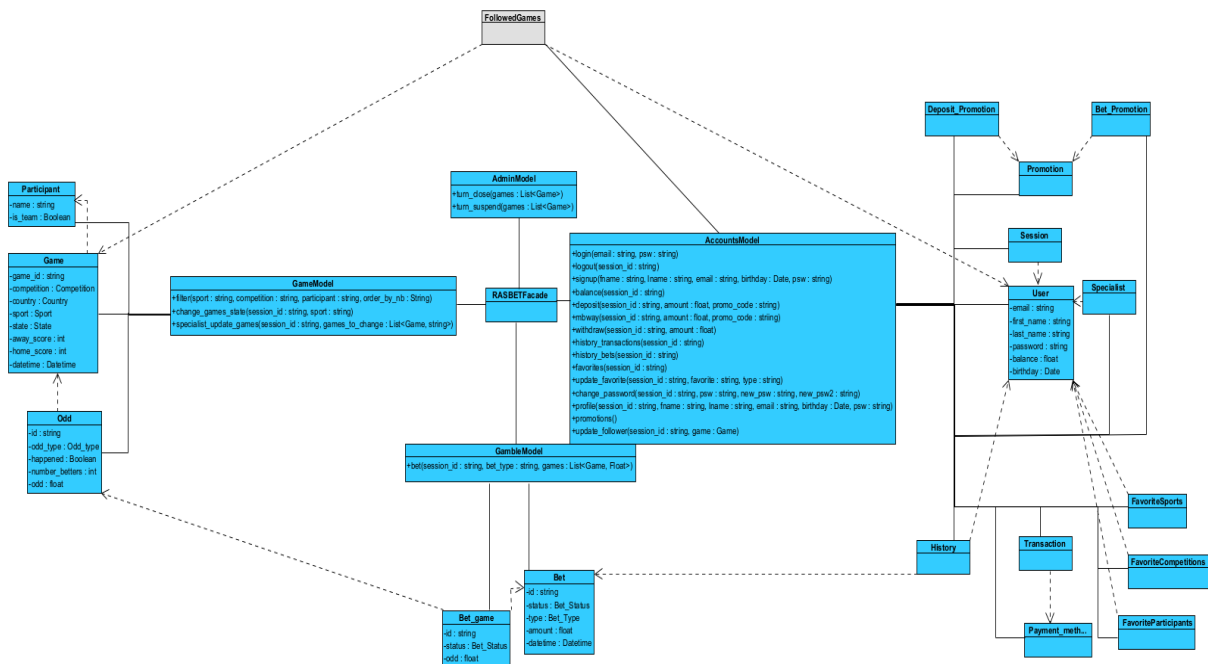 FollowedGames
Deposit_Promotion
Bet_Promotion
Promotion
Participant
-name : string
-is_team : Boolean
AdminModel
+turn_close(games : List<Game>)
+turn_suspend(games : List<Game>)
Session
AccountsModel
+login(email : string, psw : string)
+logout(session_id : string)
+signup(fname : string, lname : string, email : string, birthday : Date, psw : string)
+balance(session_id : string)
+deposit(session_id : string, amount : float, promo_code : string)
+mbway(session_id : string, amount : float, promo_code : string)
+withdraw(session_id : string, amount : float)
+history_transactions(session_id : string)
+history_bets(session_id : string)
+favorites(session_id : string)
+update_favorite(session_id : string, favorite : string, type : string)
+change_password(session_id : string, psw : string, new_psw : string, new_psw2 : string)
+profile(session_id : string, fname : string, lname : string, email : string, birthday : Date, psw : string)
+promotions()
+update_follower(session_id : string, game : Game)
Game
-game_id : string
-competition : Competition
-country : Country
-sport : Sport
-state : State
-away_score : int
-home_score : int
-datetime : Datetime
GameModel
+filter(sport : string, competition : string, participant : string, order_by_nb : String)
+change_games_state(session_id : string, sport : string)
+specialist_update_games(session_id : string, games_to_change : List<Game, string>)
RASBETFacade
User
-email : string
-first_name : string
-last_name : string
-password : string
-balance : float
-birthday : Date
Specialist
Odd
-id : string
-odd_type : Odd_type
-happened : Boolean
-number_betters : int
-odd : float
GambleModel
+bet(session_id : string, bet_type : string, games : List<Game, Float>)
FavoriteSports
History
Transaction
FavoriteCompetitions
Bet
-id : string
-status : Bet_Status
-type : Bet_Type
-amount : float
-datetime : Datetime
Bet_game
-id : string
-status : Bet_Status
-odd : float
Payment_meth...
FavoriteParticipants